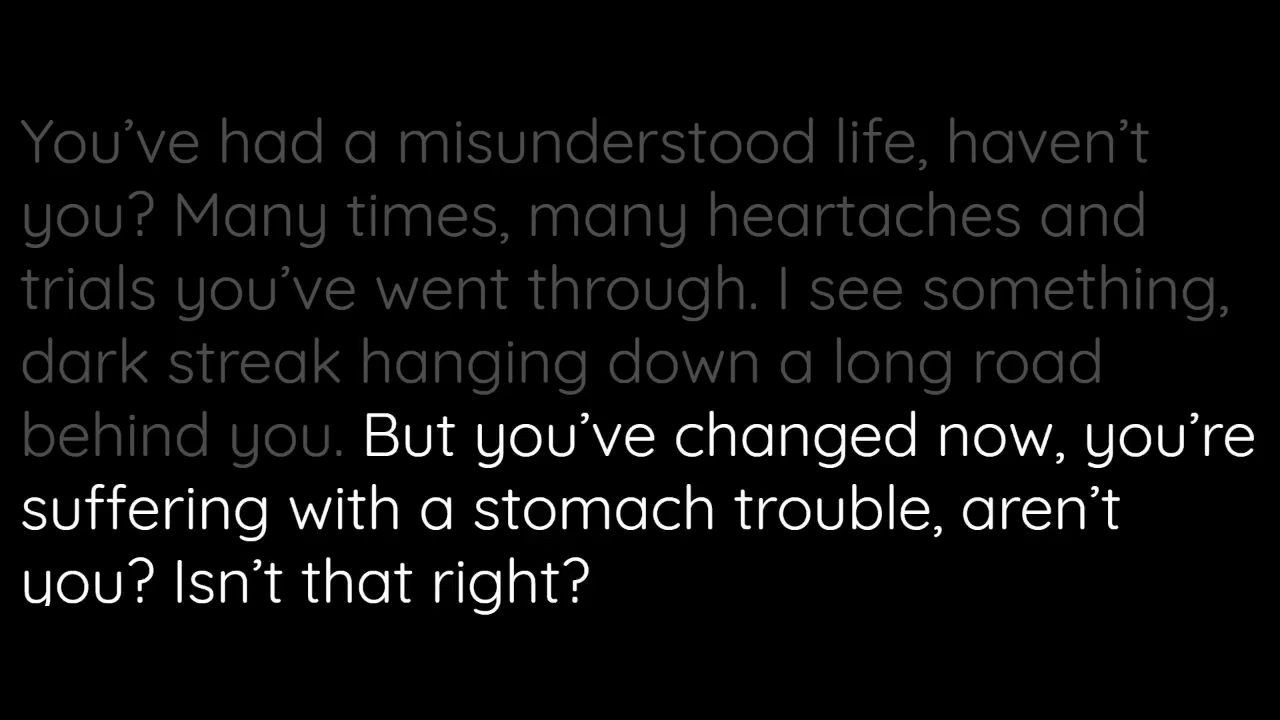 You’ve had a misunderstood life, haven’t
you? Many times, many heartaches and
trials you’ve went through. I see something,
dark streak hanging down a long road
behind you. But you’ve changed now, you’re
suffering with a stomach trouble, aren’t
you? Isn’t that right?